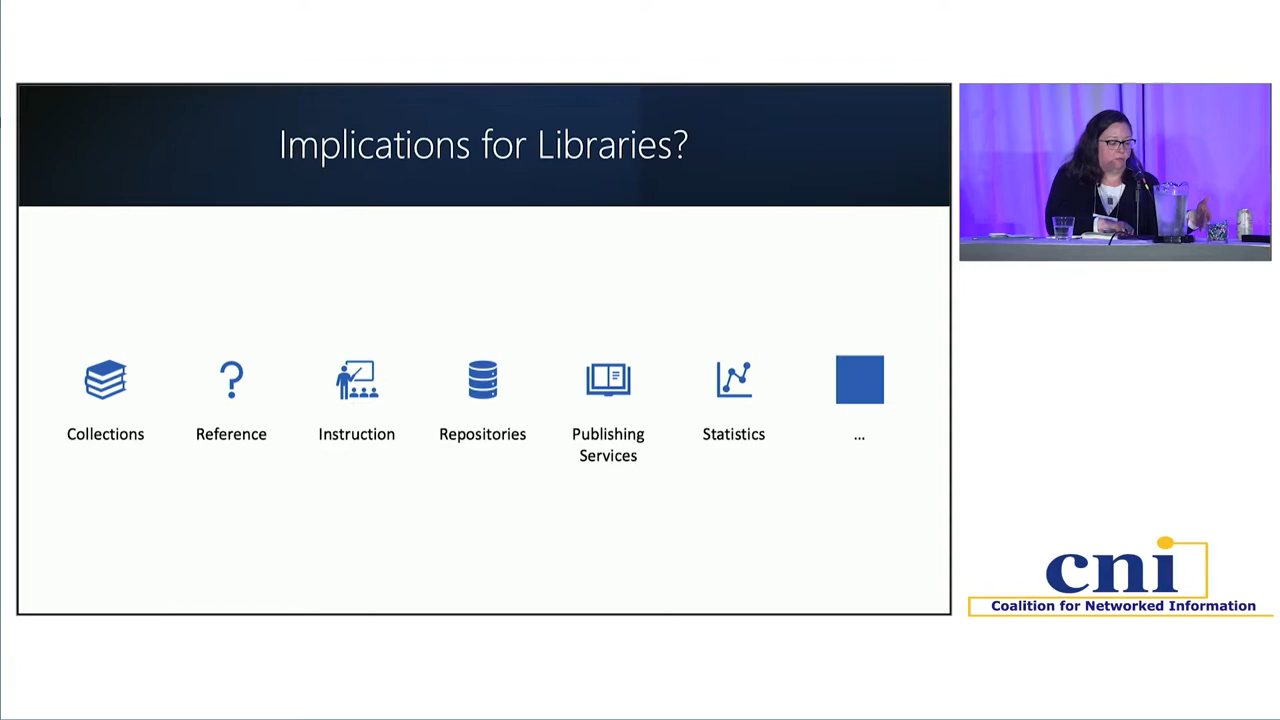 Implications for Libraries?
Collections
Reference
Instruction
Repositories
Publishing
Services
Statistics
...
cni
Coalition for Networked Information